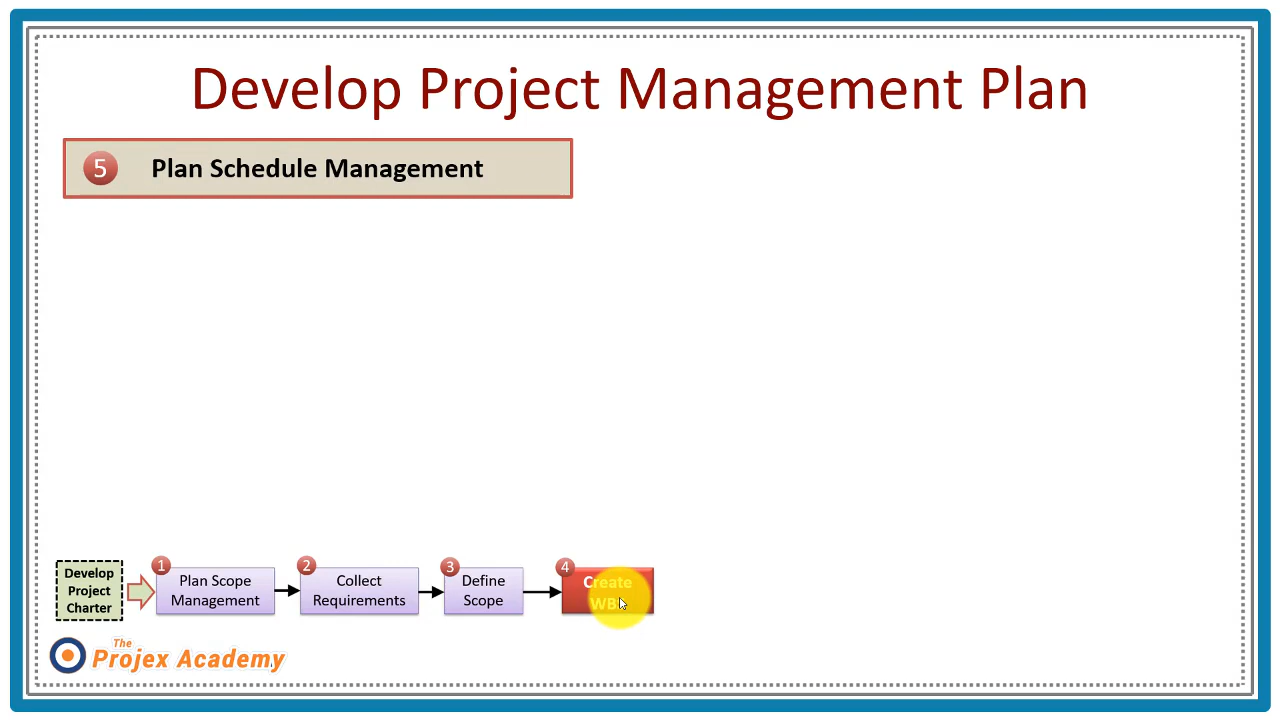 Develop Project Management Plan
5 Plan Schedule Management
Develop
Project
Charter
1
Plan Scope
Management
2
Collect
Requirements
3
Define
Scope
4
Create
The
Projex Academy